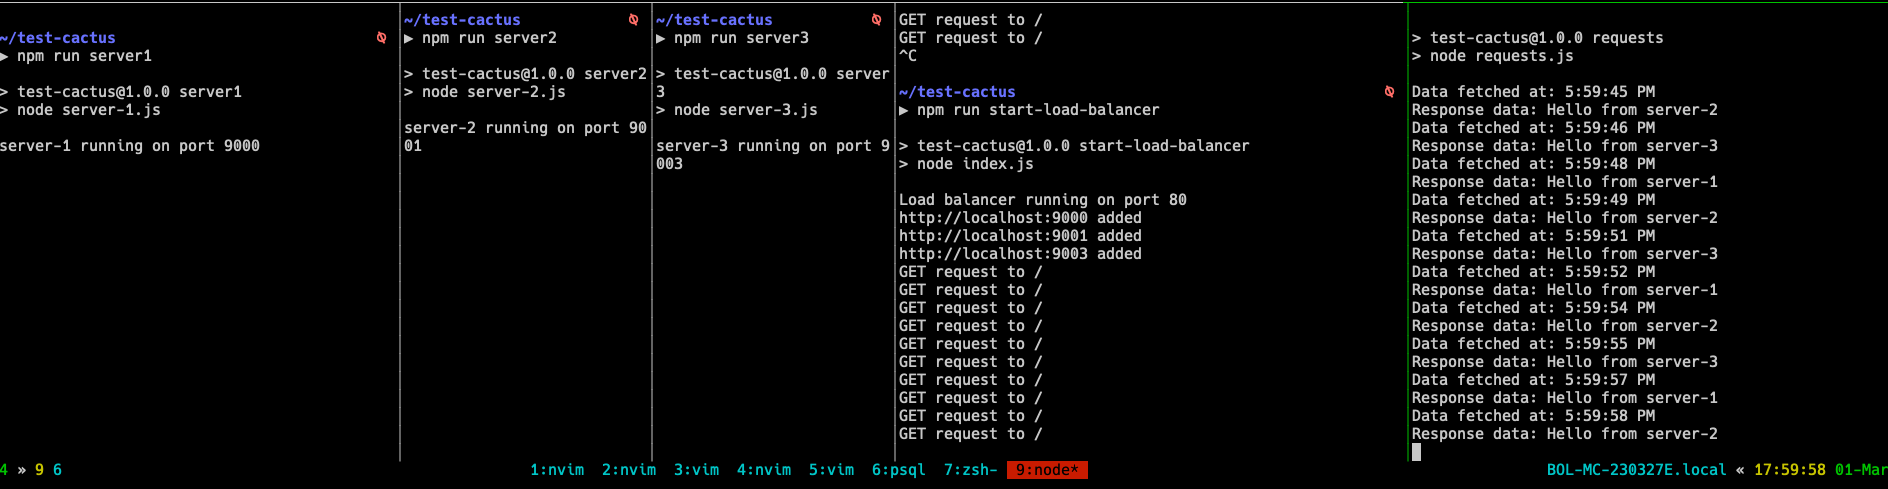 ~/test-cactus
▶ npm run server1
> test-cactus@1.0.0 server1
> node server-1.js
server-1 running on port 9000
~/test-cactus
▶ npm run server2
> test-cactus@1.0.0 server2
> node server-2.js
server-2 running on port 90
01
~/test-cactus
▶ npm run server3
> test-cactus@1.0.0 server
3
> node server-3.js
server-3 running on port 9
003
GET request to /
GET request to /
^C
~/test-cactus
▶ npm run start-load-balancer
> test-cactus@1.0.0 start-load-balancer
> node index.js
Load balancer running on port 80
http://localhost:9000 added
http://localhost:9001 added
http://localhost:9003 added
GET request to /
GET request to /
GET request to /
GET request to /
GET request to /
GET request to /
GET request to /
GET request to /
GET request to /
GET request to /
> test-cactus@1.0.0 requests
> node requests.js
Data fetched at: 5:59:45 PM
Response data: Hello from server-2
Data fetched at: 5:59:46 PM
Response data: Hello from server-3
Data fetched at: 5:59:48 PM
Response data: Hello from server-1
Data fetched at: 5:59:49 PM
Response data: Hello from server-2
Data fetched at: 5:59:51 PM
Response data: Hello from server-3
Data fetched at: 5:59:52 PM
Response data: Hello from server-1
Data fetched at: 5:59:54 PM
Response data: Hello from server-2
Data fetched at: 5:59:55 PM
Response data: Hello from server-3
Data fetched at: 5:59:57 PM
Response data: Hello from server-1
Data fetched at: 5:59:58 PM
Response data: Hello from server-2
4 » 9 6 1:nvim 2:nvim 3:vim 4:nvim 5:vim 6:psql 7:zsh- 9:node* BOL-MC-230327E.local « 17:59:58 01-Mar